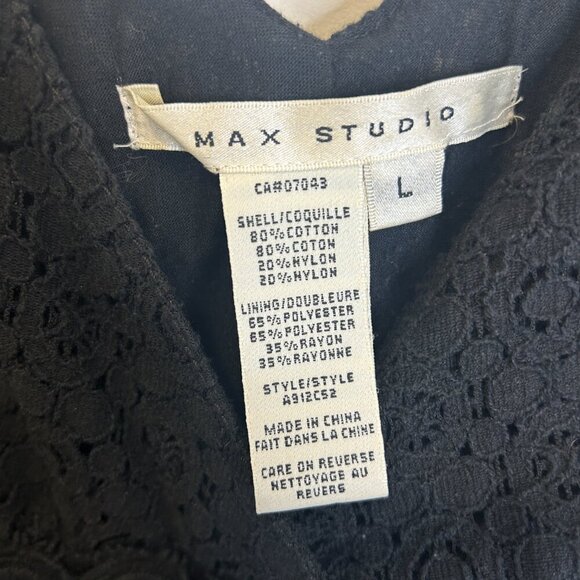 MAX STUDIO
L
CA#07043
SHELL/COQUILLE
80%COTTON
80%COTON
20%NYLON
20%NYLON
LINING/DOUBLEURE
65%POLYESTER
65%POLYESTER
35%RAYON
35%RAYONNE
STYLE/STYLE
A912C52
MADE IN CHINA
FAIT DANS LA CHINE
CARE ON REVERSE
NETTOYAGE AU
REVERS